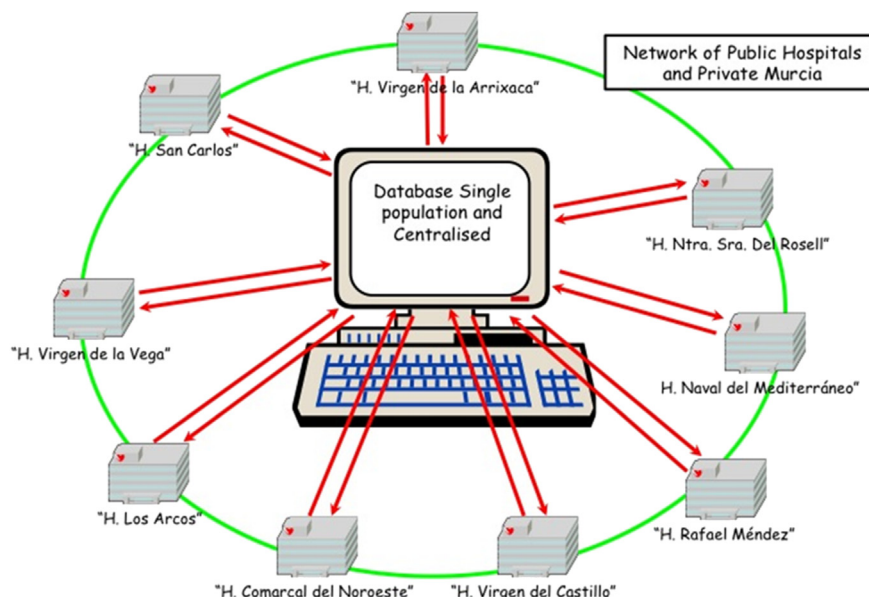 Network of Public Hospitals
and Private Murcia
"H. Virgen de la Arrixaca"
"H. San Carlos"
Database Single
population and
Centralised
"H. Ntra. Sra. Del Rosell"
"H. Virgen de la Vega"
H. Naval del Mediterráneo"
"H. Los Arcos"
"H. Rafael Méndez"
"H. Comarcal del Noroeste"
"H. Virgen del Castillo"